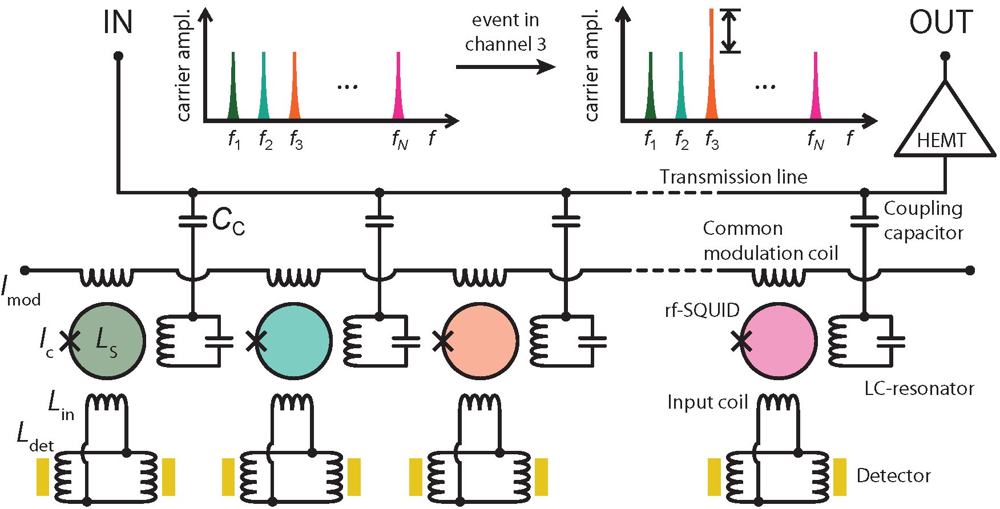 IN
carrier ampl.
f1
f2
f3
...
fN
f
event in
channel 3
carrier ampl.
f1
f2
f3
...
fN
f
OUT
HEMT
Transmission line
CC
Coupling
capacitor
Common
modulation coil
Imod
rf-SQUID
Ic
LS
LC-resonator
Lin
Input coil
Ldet
Detector